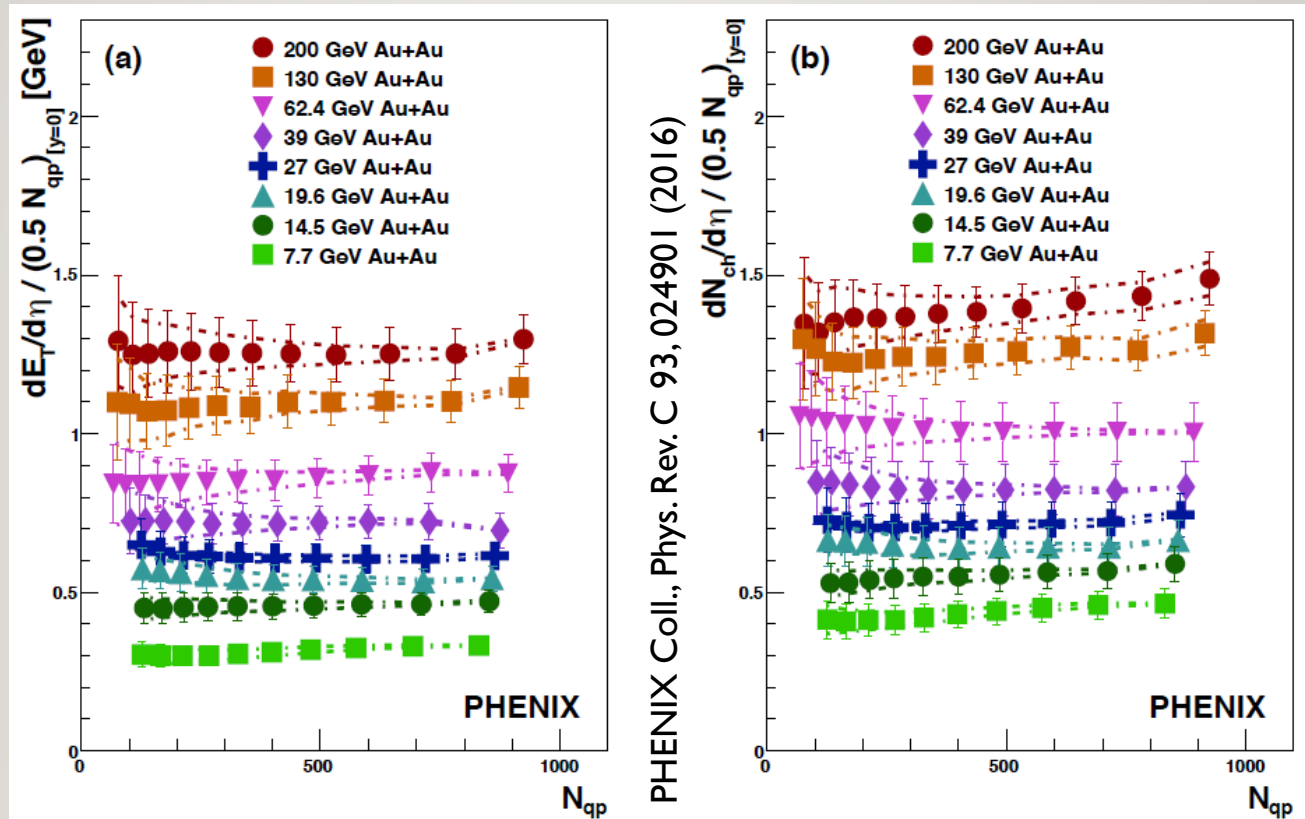 dE_T/dη / (0.5 N_qp)_[y=0] [GeV]
(a)
200 GeV Au+Au
130 GeV Au+Au
62.4 GeV Au+Au
39 GeV Au+Au
27 GeV Au+Au
19.6 GeV Au+Au
14.5 GeV Au+Au
7.7 GeV Au+Au
2
1.5
1
0.5
0
PHENIX
0 500 1000
N_qp
PHENIX Coll., Phys. Rev. C 93, 024901 (2016)
dN_ch/dη / (0.5 N_qp)_[y=0]
(b)
200 GeV Au+Au
130 GeV Au+Au
62.4 GeV Au+Au
39 GeV Au+Au
27 GeV Au+Au
19.6 GeV Au+Au
14.5 GeV Au+Au
7.7 GeV Au+Au
2
1.5
1
0.5
0
PHENIX
0 500 1000
N_qp